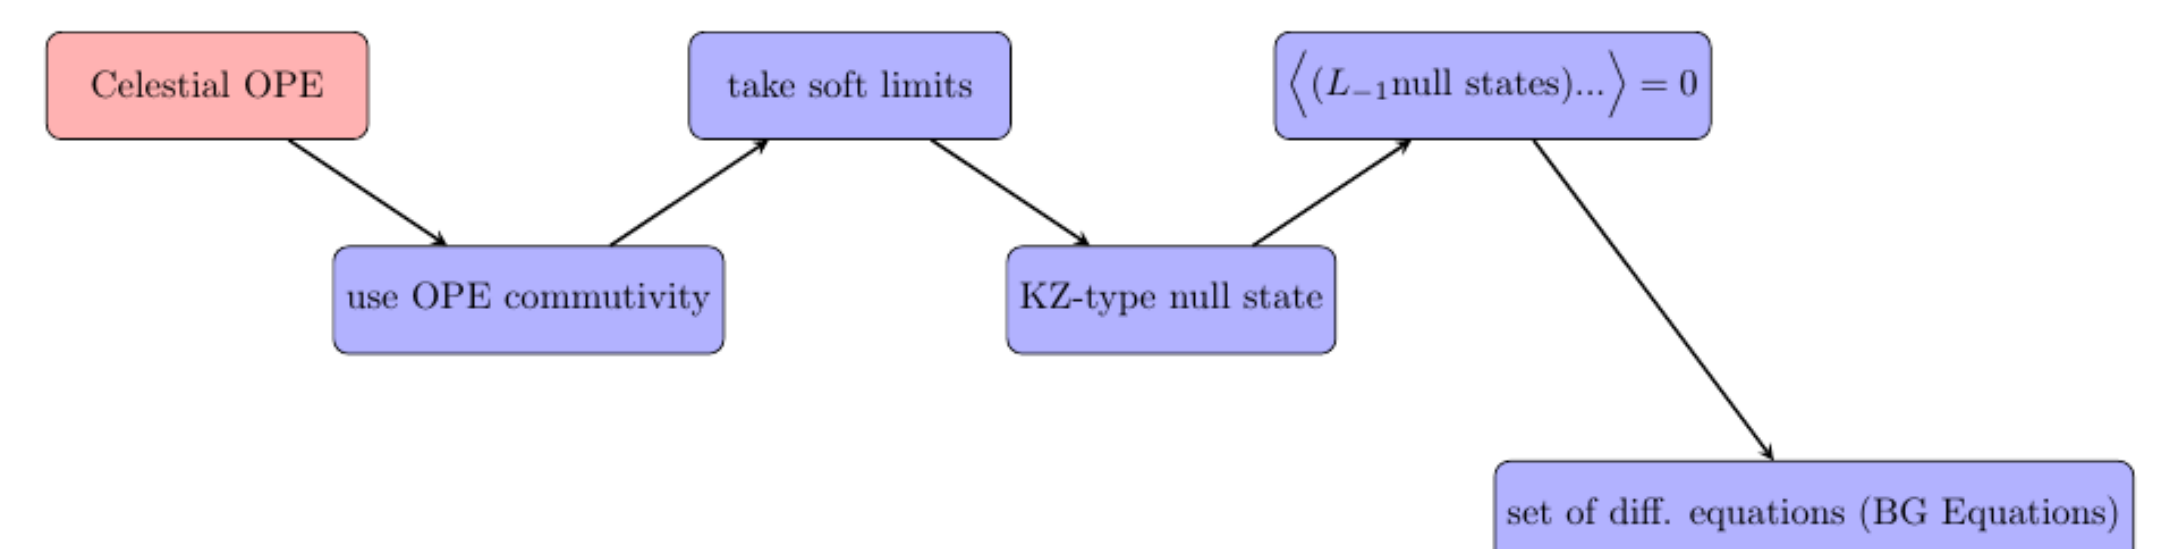 Celestial OPE
use OPE commutivity
take soft limits
KZ-type null state
⟨(L₋₁null states)...⟩ = 0
set of diff. equations (BG Equations)